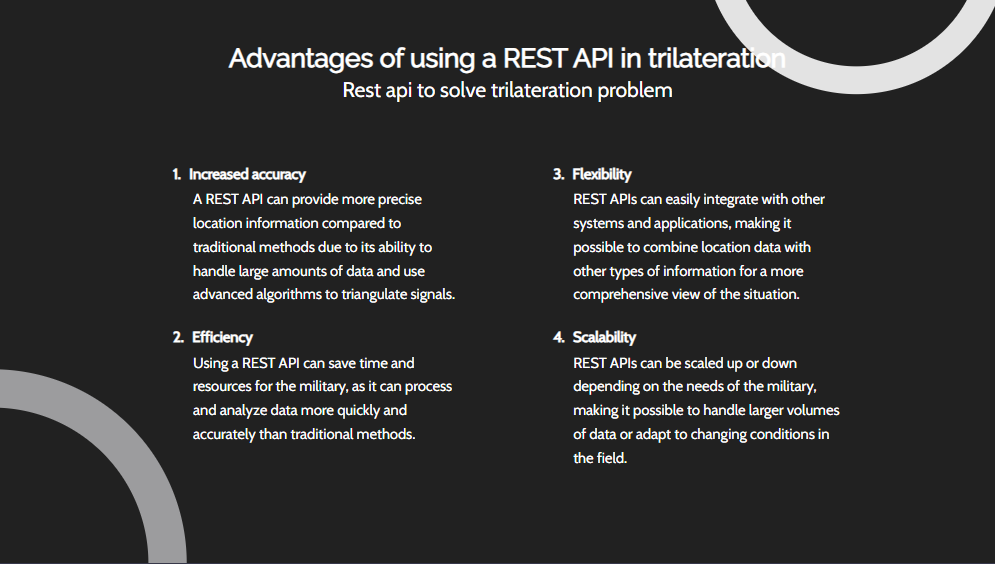 Advantages of using a REST API in trilateration
Rest api to solve trilateration problem
1. Increased accuracy
A REST API can provide more precise
location information compared to
traditional methods due to its ability to
handle large amounts of data and use
advanced algorithms to triangulate signals.
2. Efficiency
Using a REST API can save time and
resources for the military, as it can process
and analyze data more quickly and
accurately than traditional methods.
3. Flexibility
REST APIs can easily integrate with other
systems and applications, making it
possible to combine location data with
other types of information for a more
comprehensive view of the situation.
4. Scalability
REST APIs can be scaled up or down
depending on the needs of the military,
making it possible to handle larger volumes
of data or adapt to changing conditions in
the field.